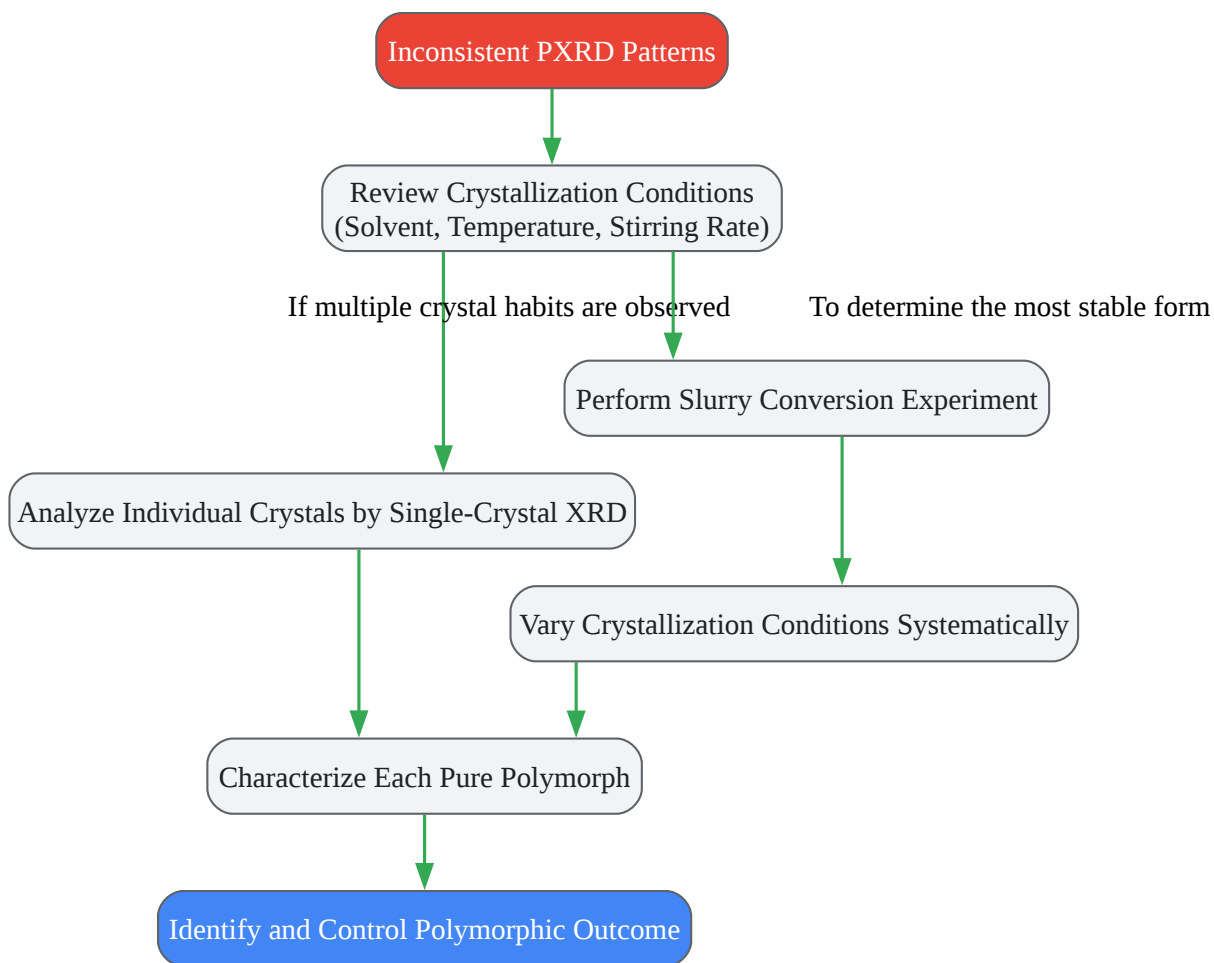 Inconsistent PXRD Patterns
Review Crystallization Conditions
(Solvent, Temperature, Stirring Rate)
If multiple crystal habits are observed
To determine the most stable form
Perform Slurry Conversion Experiment
Analyze Individual Crystals by Single-Crystal XRD
Vary Crystallization Conditions Systematically
Characterize Each Pure Polymorph
Identify and Control Polymorphic Outcome